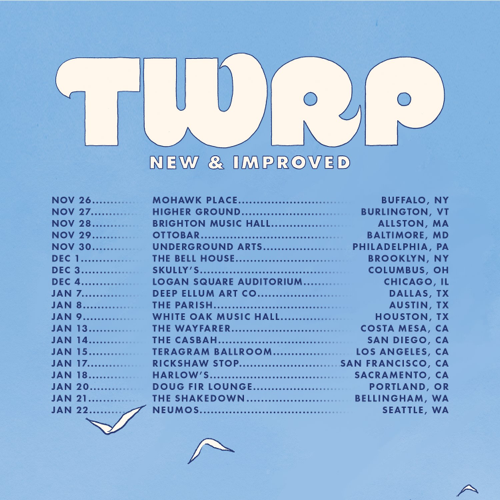 TWRP
NEW & IMPROVED
NOV 26 MOHAWK PLACE BUFFALO, NY
NOV 27 HIGHER GROUND BURLINGTON, VT
NOV 28 BRIGHTON MUSIC HALL ALLSTON, MA
NOV 29 OTTOBAR BALTIMORE, MD
NOV 30 UNDERGROUND ARTS PHILADELPHIA, PA
DEC 1 THE BELL HOUSE BROOKLYN, NY
DEC 3 SKULLY'S COLUMBUS, OH
DEC 4 LOGAN SQUARE AUDITORIUM CHICAGO, IL
JAN 7 DEEP ELLUM ART CO DALLAS, TX
JAN 8 THE PARISH AUSTIN, TX
JAN 9 WHITE OAK MUSIC HALL HOUSTON, TX
JAN 13 THE WAYFARER COSTA MESA, CA
JAN 14 THE CASBAH SAN DIEGO, CA
JAN 15 TERAGRAM BALLROOM LOS ANGELES, CA
JAN 17 RICKSHAW STOP SAN FRANCISCO, CA
JAN 18 HARLOW'S SACRAMENTO, CA
JAN 20 DOUG FIR LOUNGE PORTLAND, OR
JAN 21 THE SHAKEDOWN BELLINGHAM, WA
JAN 22 NEUMOS SEATTLE, WA